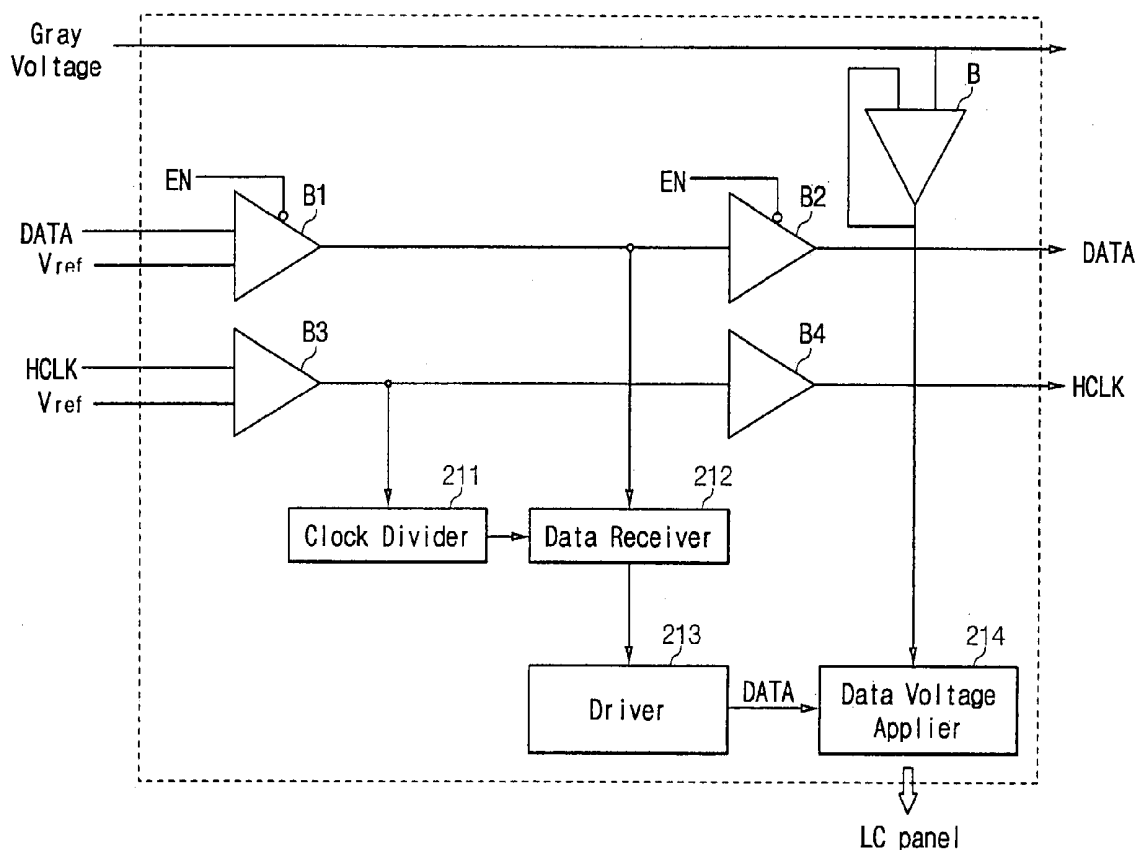 Gray
Voltage
B
EN
B1
EN
B2
DATA
Vref
DATA
B3
B4
HCLK
Vref
HCLK
211
212
Clock Divider
Data Receiver
213
214
Driver
DATA
Data Voltage
Applier
LC panel